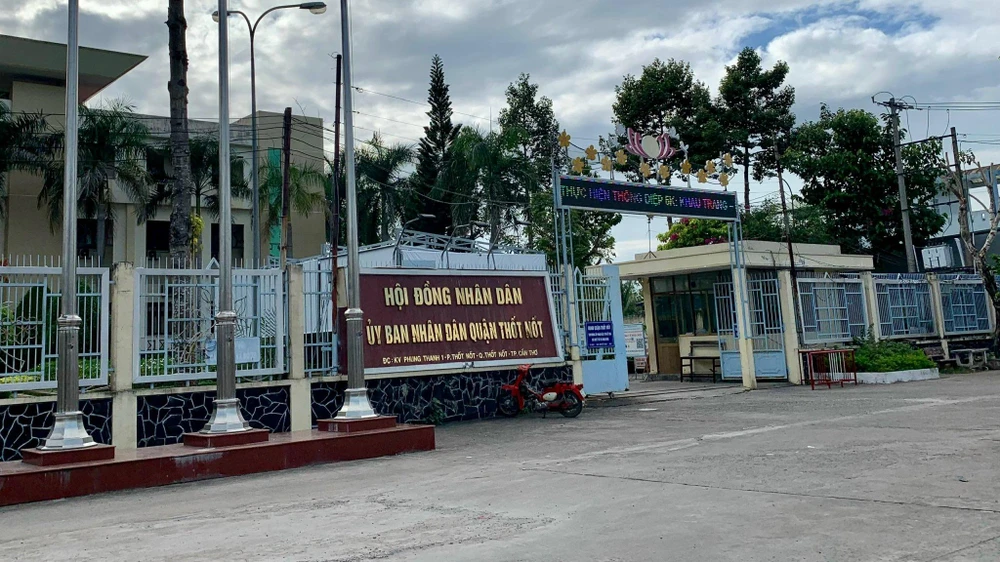 THỰC HIỆN THÔNG ĐIỆP 5K: KHẨU TRANG
HỘI ĐỒNG NHÂN DÂN
ỦY BAN NHÂN DÂN QUẬN THỐT NỐT
ĐC: KV PHỤNG THẠNH 1 - P. THỐT NỐT - Q. THỐT NỐT - TP. CẦN THƠ